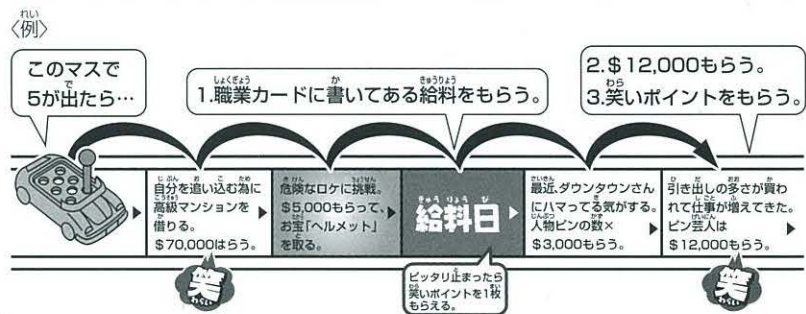 〈例〉
このマスで
5が出たら…
1.職業カードに書いてある給料をもらう。
2.$12,000もらう。
3.笑いポイントをもらう。
自分を追い込む為に
高級マンションを
借りる。
$70,000はらう。
笑
わらい
危険なロケに挑戦。
$5,000もらって、
お宝「ヘルメット」
を取る。
給料日
ピッタリ止まったら
笑いポイントを1枚
もらえる。
最近、ダウンタウンさん
にハマってる気がする。
人物ピンの数×
$3,000もらう。
引き出しの多さが買わ
れて仕事が増えてきた。
ピン芸人は
$12,000もらう。
笑
わらい